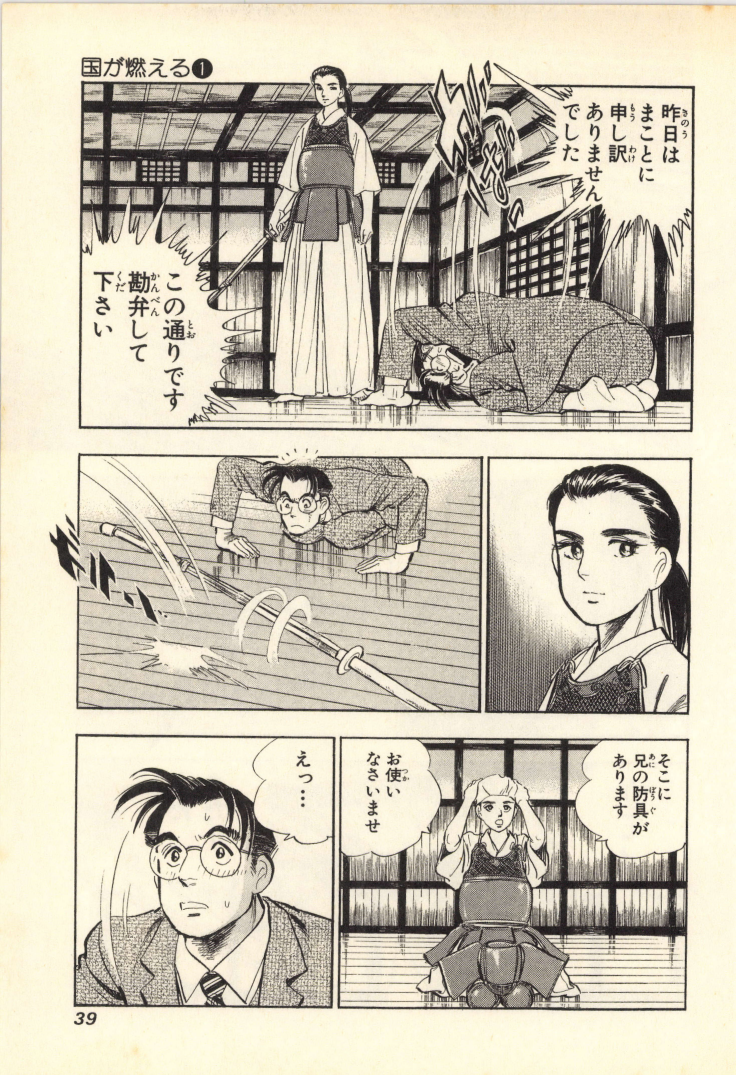 国が燃える❶
昨日は
まことに
申し訳
ありません
でした
この通りです
勘弁して
下さい
そこに
兄の防具が
あります
お使い
なさいませ
えっ…
39